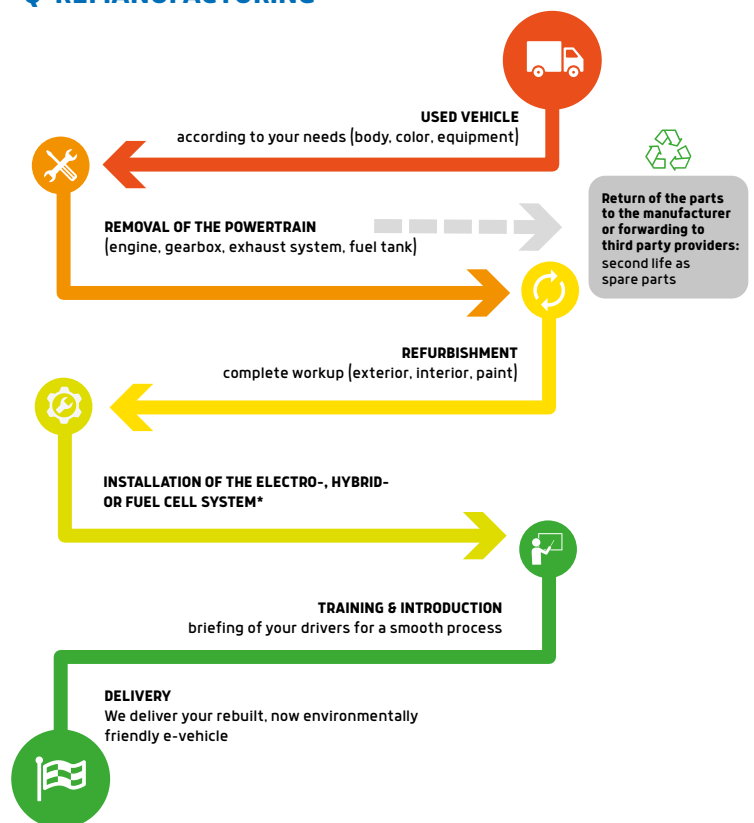 REMANUFACTURING
USED VEHICLE
according to your needs (body, color, equipment)
Return of the parts
to the manufacturer
or forwarding to
third party providers:
second life as
spare parts
REMOVAL OF THE POWERTRAIN
(engine, gearbox, exhaust system, fuel tank)
REFURBISHMENT
complete workup (exterior, interior, paint)
INSTALLATION OF THE ELECTRO-, HYBRID-
OR FUEL CELL SYSTEM*
TRAINING & INTRODUCTION
briefing of your drivers for a smooth process
DELIVERY
We deliver your rebuilt, now environmentally
friendly e-vehicle